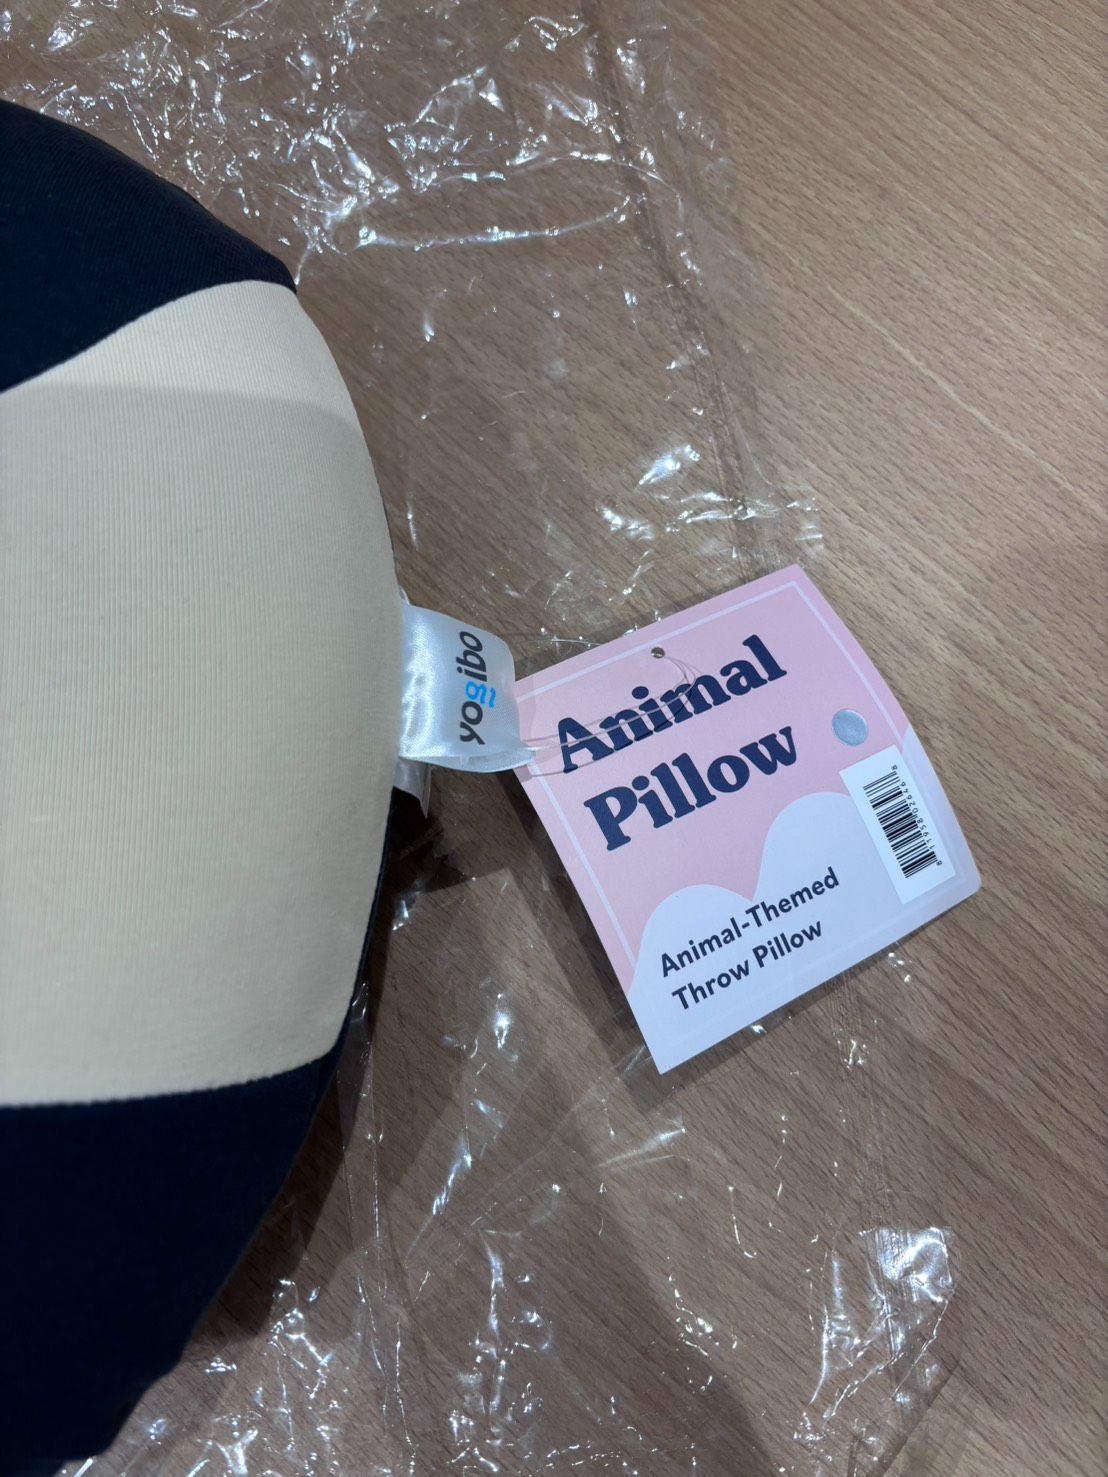 yogibo
Animal
Pillow
Animal-Themed
Throw Pillow